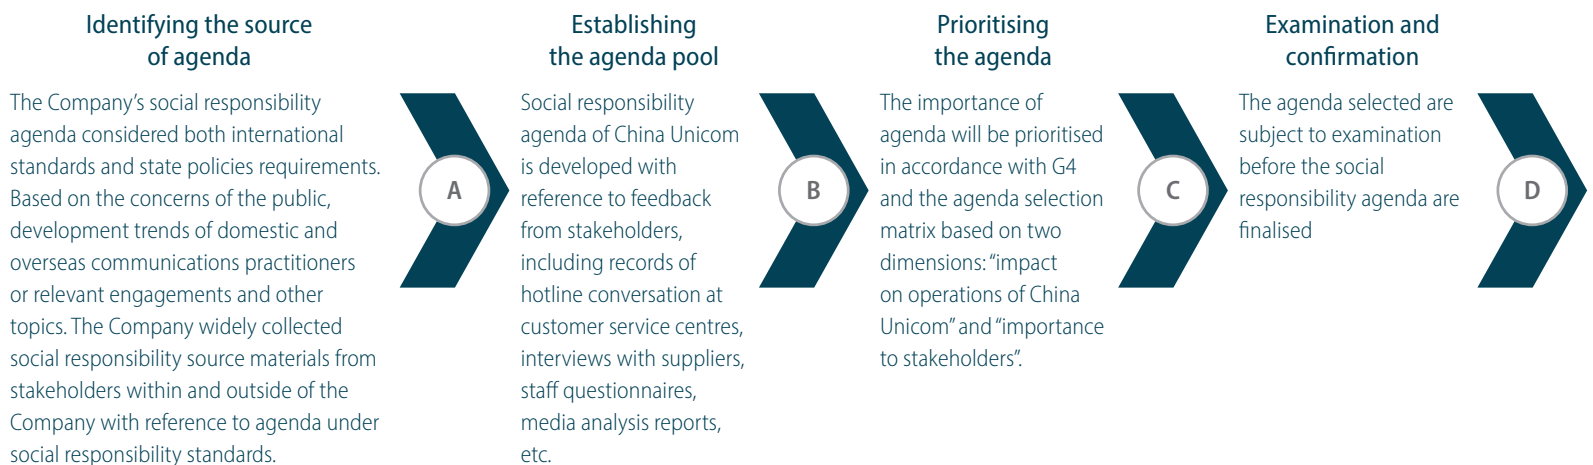 Identifying the source
of agenda
The Company's social responsibility
agenda considered both international
standards and state policies requirements.
Based on the concerns of the public,
development trends of domestic and
overseas communications practitioners
or relevant engagements and other
topics. The Company widely collected
social responsibility source materials from
stakeholders within and outside of the
Company with reference to agenda under
social responsibility standards.
A
Establishing
the agenda pool
Social responsibility
agenda of China Unicom
is developed with
reference to feedback
from stakeholders,
including records of
hotline conversation at
customer service centres,
interviews with suppliers,
staff questionnaires,
media analysis reports,
etc.
B
Prioritising
the agenda
The importance of
agenda will be prioritised
in accordance with G4
and the agenda selection
matrix based on two
dimensions: “impact
on operations of China
Unicom” and “importance
to stakeholders”.
C
Examination and
confirmation
The agenda selected are
subject to examination
before the social
responsibility agenda are
finalised
D